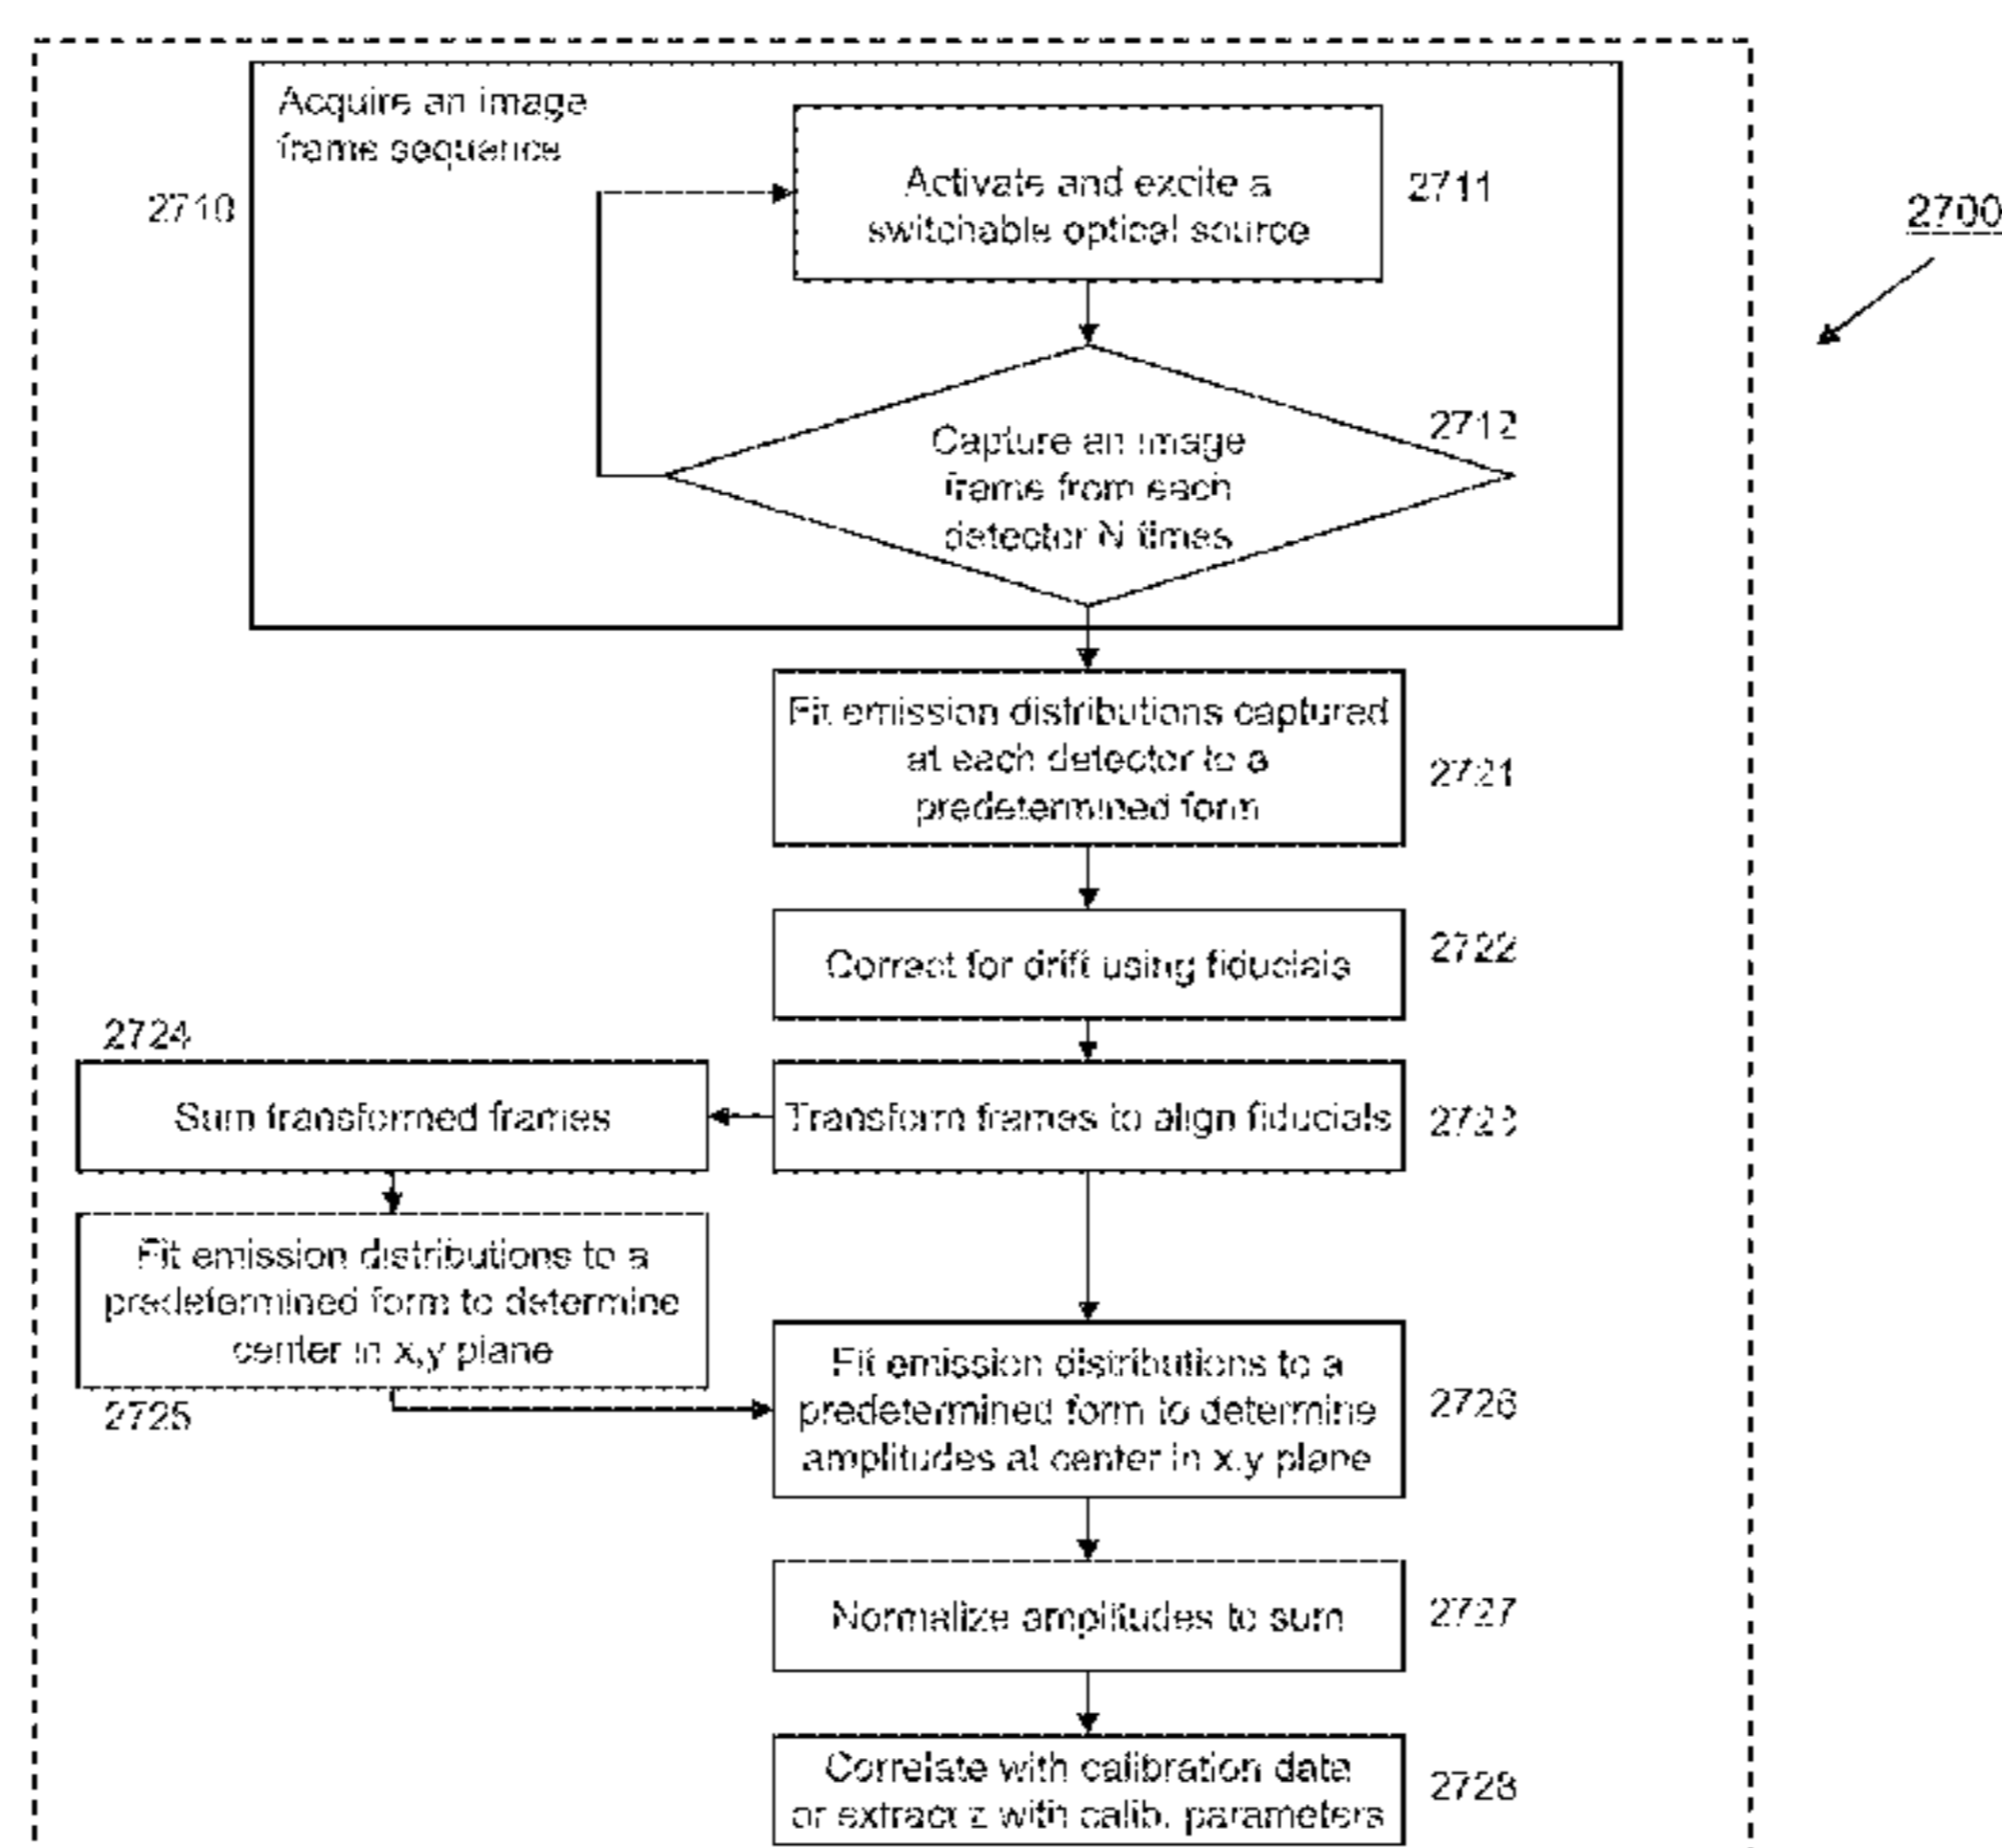 Acquire an image
frame sequence
2710
Activate and excite a
switchable optical source
2711
2700
Capture an image
frame from each
detector N times
2712
Fit emission distributions captured
at each detector to a
predetermined form
2721
Correct for drift using fiducials
2722
2724
Sum transformed frames
Transform frames to align fiducials
2723
Fit emission distributions to a
predetermined form to determine
center in x,y plane
2725
Fit emission distributions to a
predetermined form to determine
amplitudes at center in x,y plane
2726
Normalize amplitudes to sum
2727
Correlate with calibration data
or extract z with calib. parameters
2728